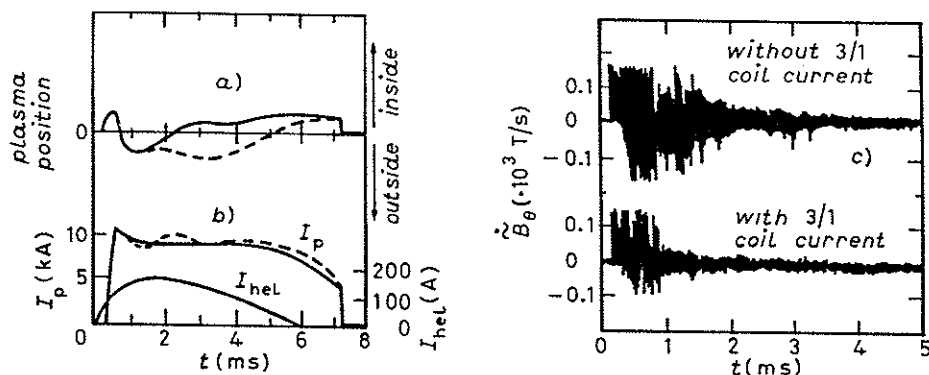 a)
inside
plasma
position
0
outside
b)
I_p
10
5
0
I_p (kA)
I_hel
200
100
0
I_hel (A)
0 2 4 6 8
t (ms)
without 3/1
coil current
0.1
0
-0.1
c)
with 3/1
coil current
0.1
0
-0.1
Ḃ̃_θ (·10³ T/s)
0 1 2 3 4 5
t (ms)